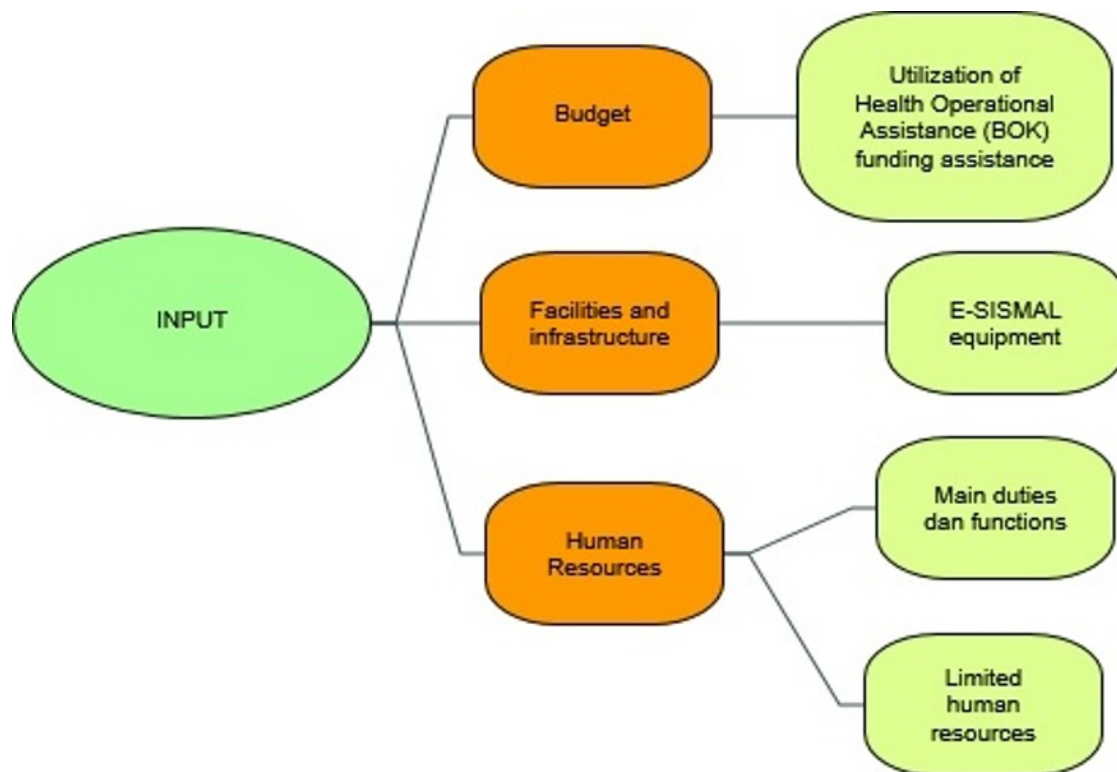 INPUT
Budget
Utilization of
Health Operational
Assistance (BOK)
funding assistance
Facilities and
infrastructure
E-SISMAL
equipment
Human
Resources
Main duties
dan functions
Limited
human
resources